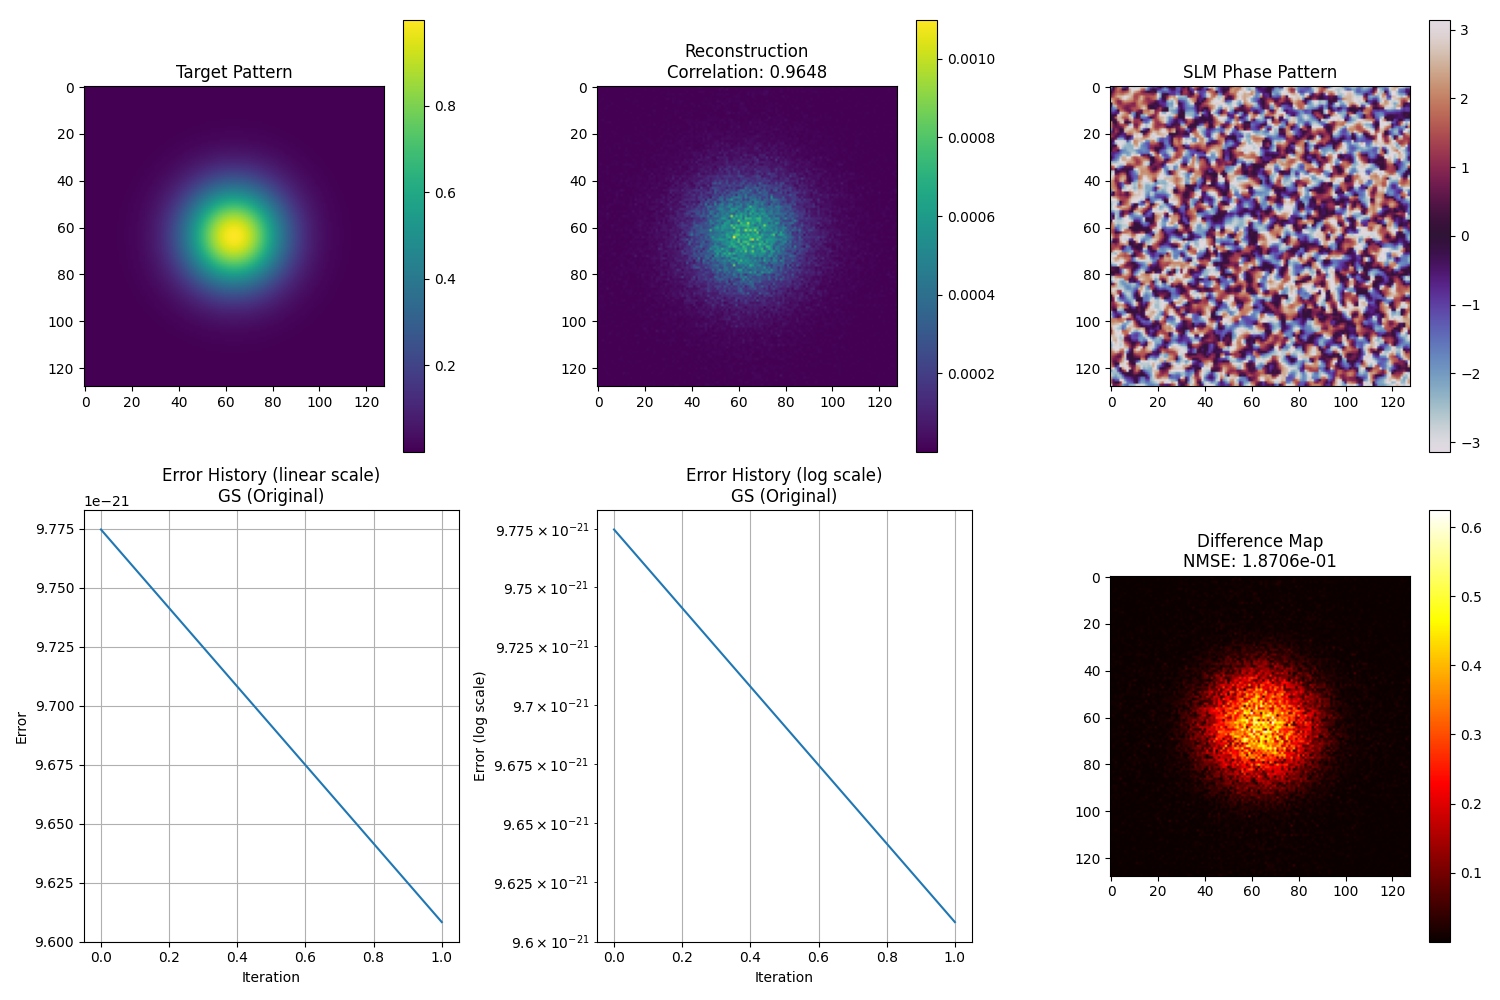 Target Pattern
0
20
40
60
80
100
120
0 20 40 60 80 100 120
0.8
0.6
0.4
0.2
Reconstruction
Correlation: 0.9648
0
20
40
60
80
100
120
0 20 40 60 80 100 120
0.0010
0.0008
0.0006
0.0004
0.0002
SLM Phase Pattern
0
20
40
60
80
100
120
0 20 40 60 80 100 120
3
2
1
0
−1
−2
−3
Error History (linear scale)
GS (Original)
1e−21
9.775
9.750
9.725
9.700
9.675
9.650
9.625
9.600
Error
0.0 0.2 0.4 0.6 0.8 1.0
Iteration
Error History (log scale)
GS (Original)
9.775 × 10⁻²¹
9.75 × 10⁻²¹
9.725 × 10⁻²¹
9.7 × 10⁻²¹
9.675 × 10⁻²¹
9.65 × 10⁻²¹
9.625 × 10⁻²¹
9.6 × 10⁻²¹
Error (log scale)
0.0 0.2 0.4 0.6 0.8 1.0
Iteration
Difference Map
NMSE: 1.8706e-01
0
20
40
60
80
100
120
0 20 40 60 80 100 120
0.6
0.5
0.4
0.3
0.2
0.1